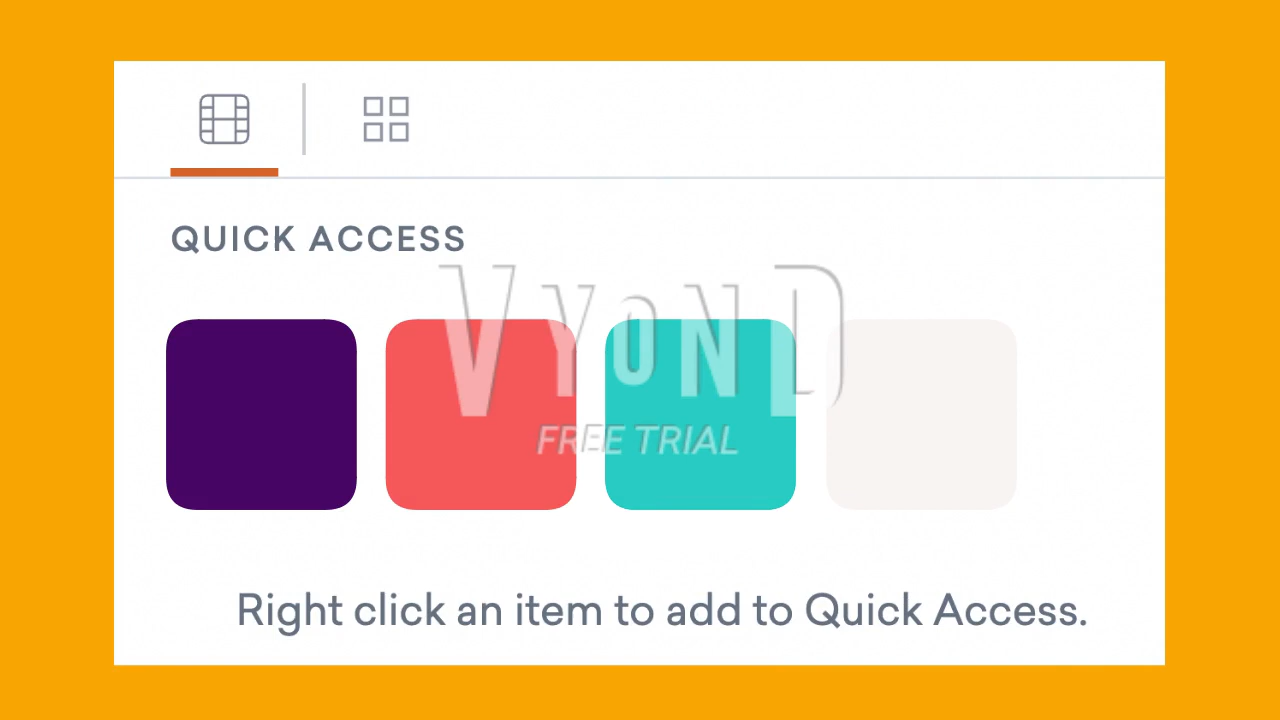 QUICK ACCESS
VYOND
FREE TRIAL
Right click an item to add to Quick Access.